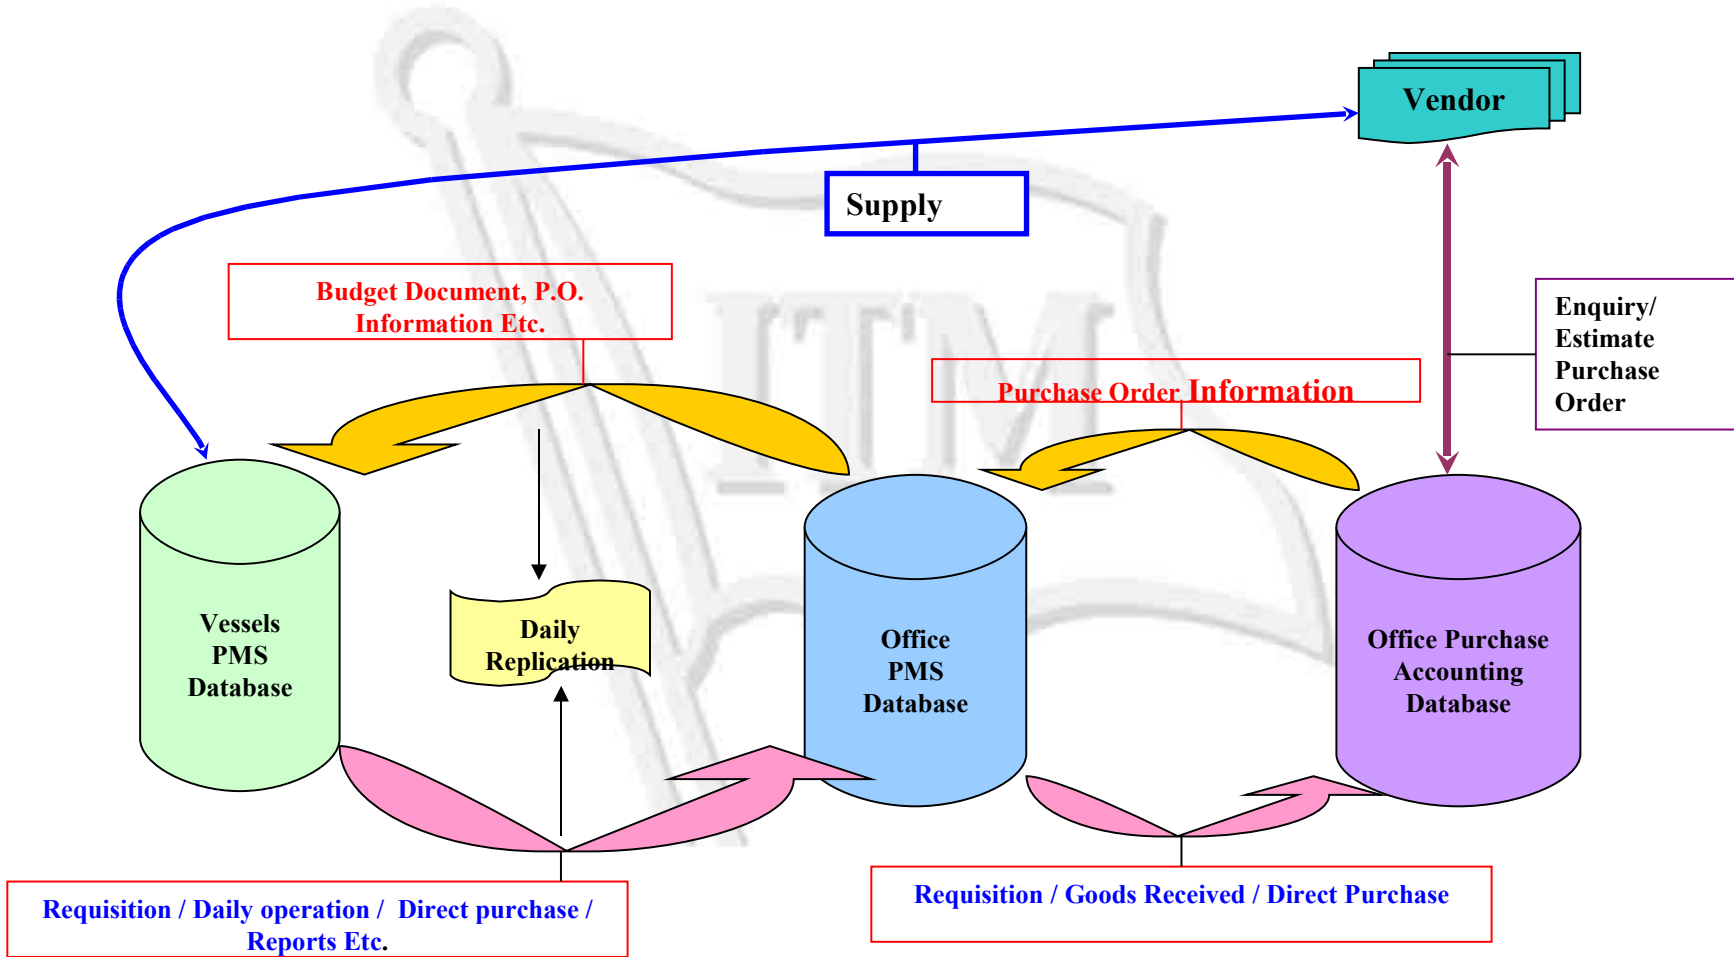 Vendor
Supply
Budget Document, P.O.
Information Etc.
Enquiry/
Estimate
Purchase
Order
Purchase Order Information
ITM
Vessels
PMS
Database
Daily
Replication
Office
PMS
Database
Office Purchase
Accounting
Database
Requisition / Daily operation / Direct purchase /
Reports Etc.
Requisition / Goods Received / Direct Purchase